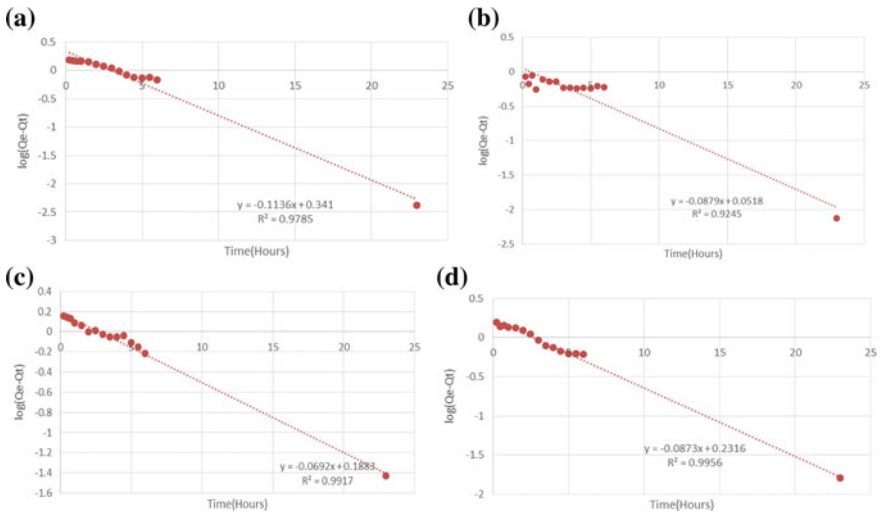 (a)
0.5
0
0 5 10 15 20 25
-0.5
-1
-1.5
-2
-2.5
-3
log(Qe-Qt)
y = -0.1136x + 0.341
R² = 0.9785
Time(Hours)
(b)
0.5
0
0 5 10 15 20 25
-0.5
-1
-1.5
-2
-2.5
log(Qe-Qt)
y = -0.0879x + 0.0518
R² = 0.9245
Time(Hours)
(c)
0.4
0.2
0
0 5 10 15 20 25
-0.2
-0.4
-0.6
-0.8
-1
-1.2
-1.4
-1.6
log(Qe-Qt)
y = -0.0692x +
R² = 0.9917
Time(Hours)
(d)
0.5
0
0 5 10 15 20 25
-0.5
-1
-1.5
-2
log(Qe-Qt)
y = -0.0873x + 0.2316
R² = 0.9956
Time(Hours)